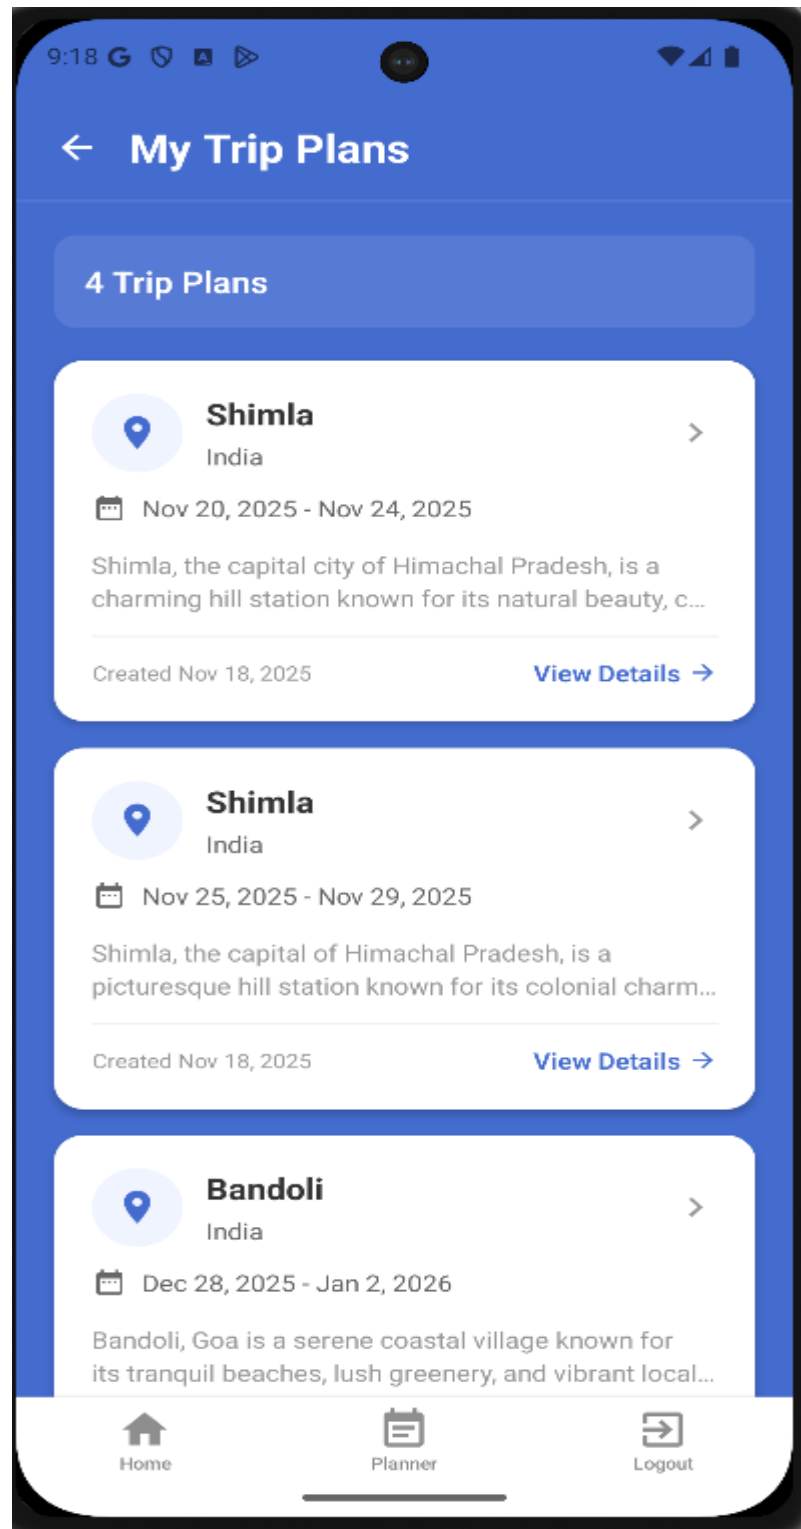 9:18
My Trip Plans
4 Trip Plans
Shimla
India
Nov 20, 2025 - Nov 24, 2025
Shimla, the capital city of Himachal Pradesh, is a
charming hill station known for its natural beauty, c...
Created Nov 18, 2025 View Details
Shimla
India
Nov 25, 2025 - Nov 29, 2025
Shimla, the capital of Himachal Pradesh, is a
picturesque hill station known for its colonial charm...
Created Nov 18, 2025 View Details
Bandoli
India
Dec 28, 2025 - Jan 2, 2026
Bandoli, Goa is a serene coastal village known for
its tranquil beaches, lush greenery, and vibrant local...
Home Planner Logout